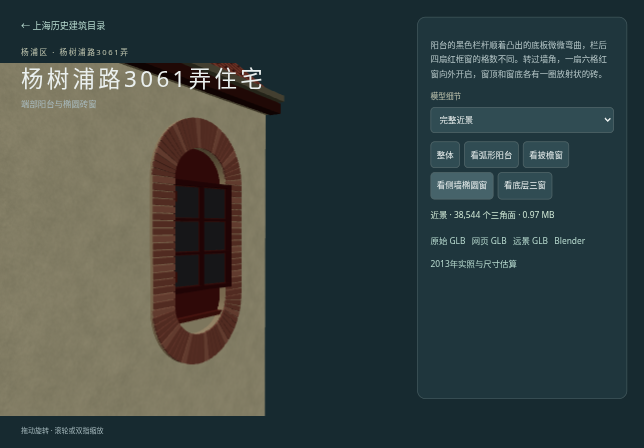 ← 上海历史建筑目录
杨浦区 · 杨树浦路3061弄
杨树浦路3061弄住宅
端部阳台与椭圆砖窗
阳台的黑色栏杆顺着凸出的底板微微弯曲，栏后
四扇红框窗的格数不同。转过墙角，一扇六格红
窗向外开启，窗顶和窗底各有一圈放射状的砖。
模型细节
完整近景
整体
看弧形阳台
看披檐窗
看侧墙椭圆窗
看底层三窗
近景 · 38,544 个三角面 · 0.97 MB
原始 GLB 网页 GLB 远景 GLB Blender
2013年实照与尺寸估算
拖动旋转 · 滚轮或双指缩放